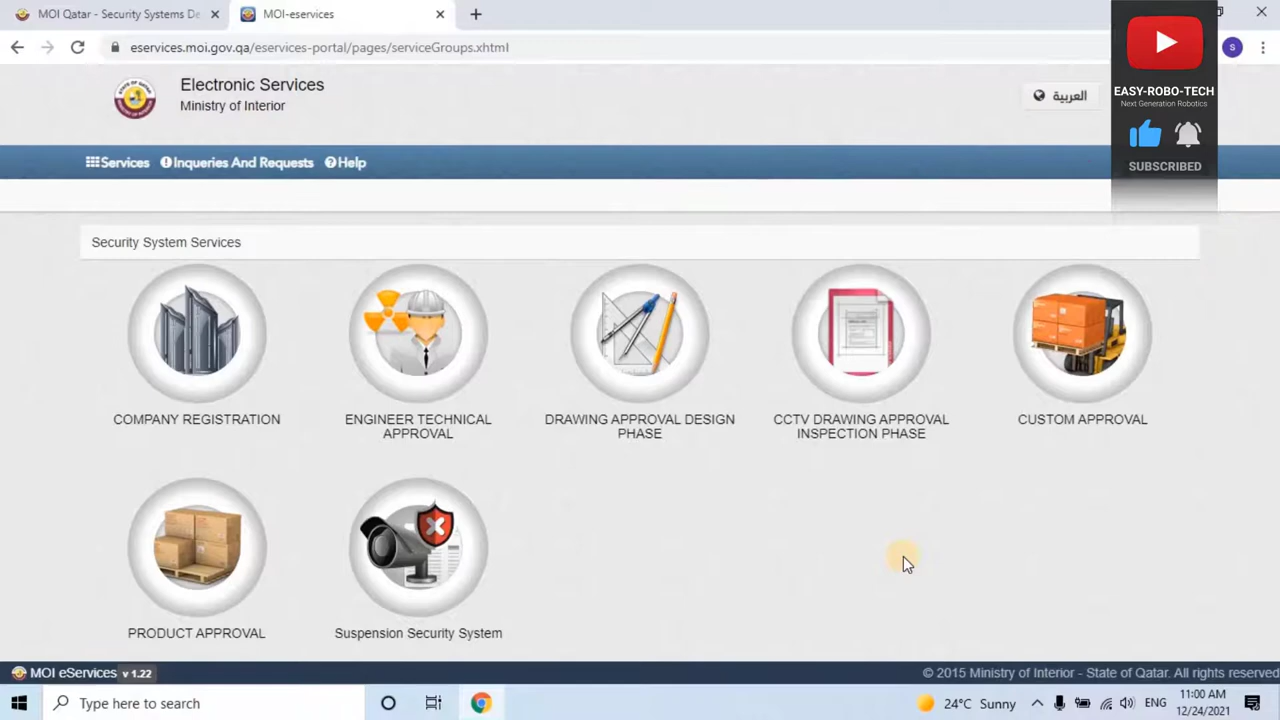 MOI Qatar - Security Systems De
MOI-eservices
eservices.moi.gov.qa/eservices-portal/pages/serviceGroups.xhtml
S
EASY-ROBO-TECH
Next Generation Robotics
SUBSCRIBED
Electronic Services
Ministry of Interior
العربية
Services Inqueries And Requests Help
Security System Services
COMPANY REGISTRATION
ENGINEER TECHNICAL
APPROVAL
DRAWING APPROVAL DESIGN
PHASE
CCTV DRAWING APPROVAL
INSPECTION PHASE
CUSTOM APPROVAL
PRODUCT APPROVAL
Suspension Security System
MOI eServices v 1.22
© 2015 Ministry of Interior - State of Qatar. All rights reserved
Type here to search
24°C Sunny
ENG
11:00 AM
12/24/2021